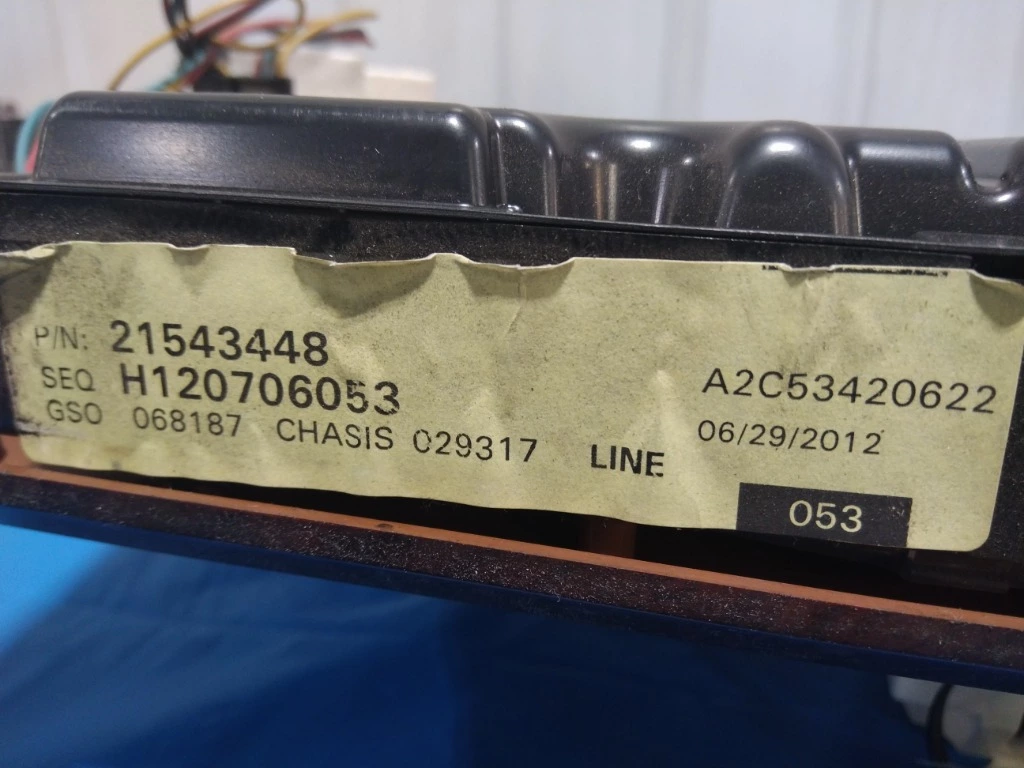 P/N: 21543448
SEQ H120706053
GSO 068187 CHASIS 029317 LINE
A2C53420622
06/29/2012
053